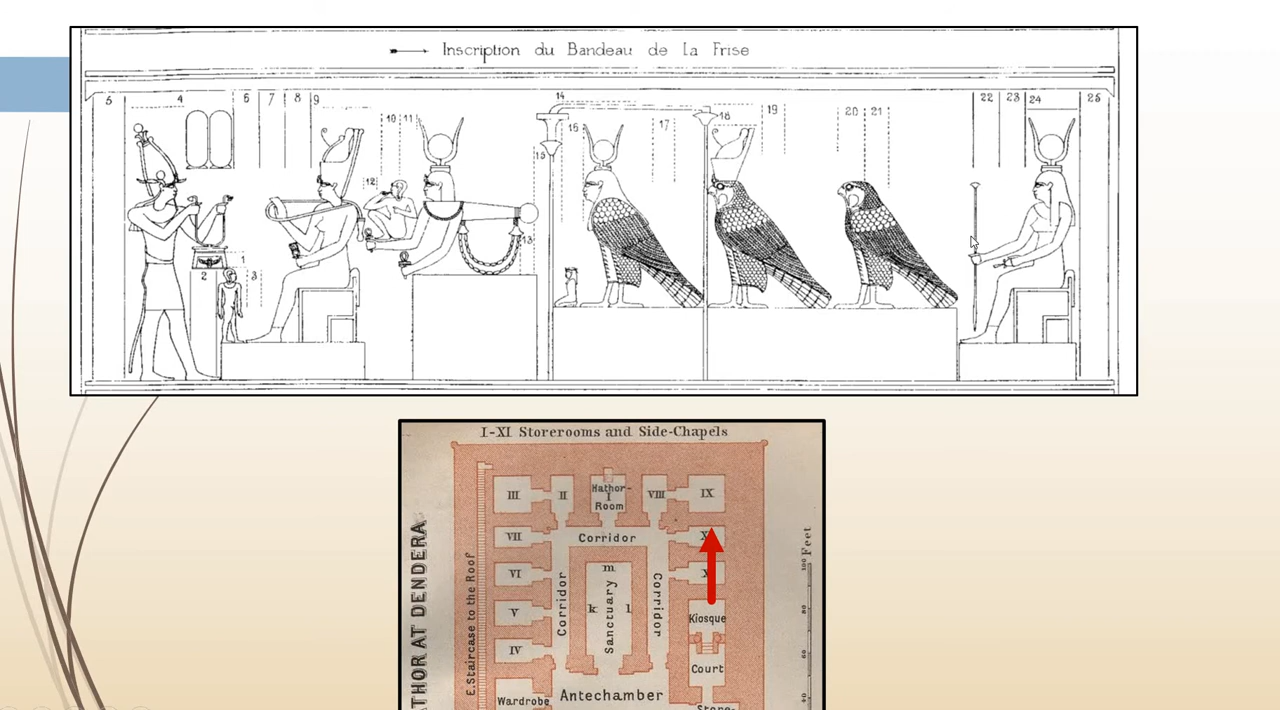 Inscription du Bandeau de la Frise
5 4 6 7 8 9 10 11 14 16 17 18 19 20 21 22 23 24 25
12 15
13
1
2 3
I-XI Storerooms and Side-Chapels
III II Hathor- VIII IX
I
Room
VII Corridor
VI m
Corridor k Sanctuary l Corridor
V Kiosque
IV Court
Wardrobe Antechamber
E. Staircase to the Roof
HOR AT DENDERA
100 Feet
80
60
40